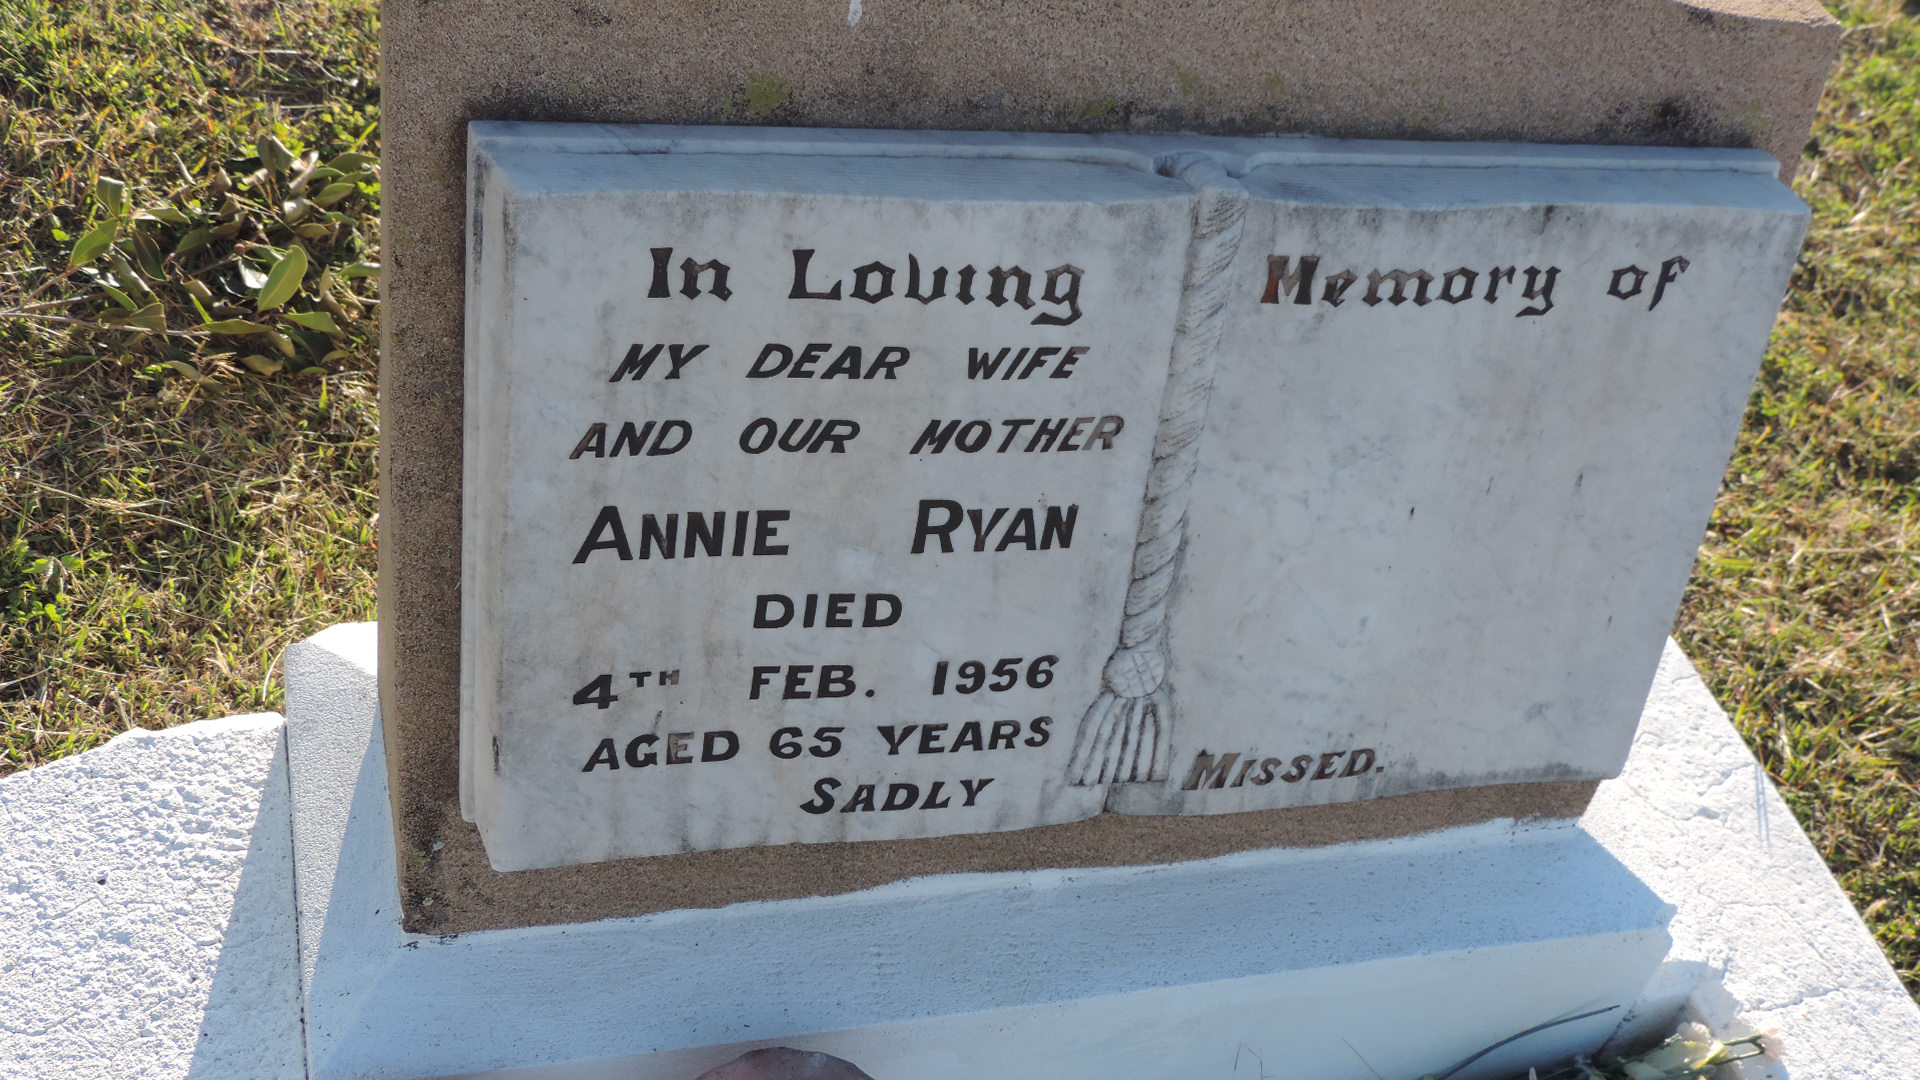 In Loving Memory of
MY DEAR WIFE
AND OUR MOTHER
ANNIE RYAN
DIED
4TH FEB. 1956
AGED 65 YEARS
SADLY MISSED.